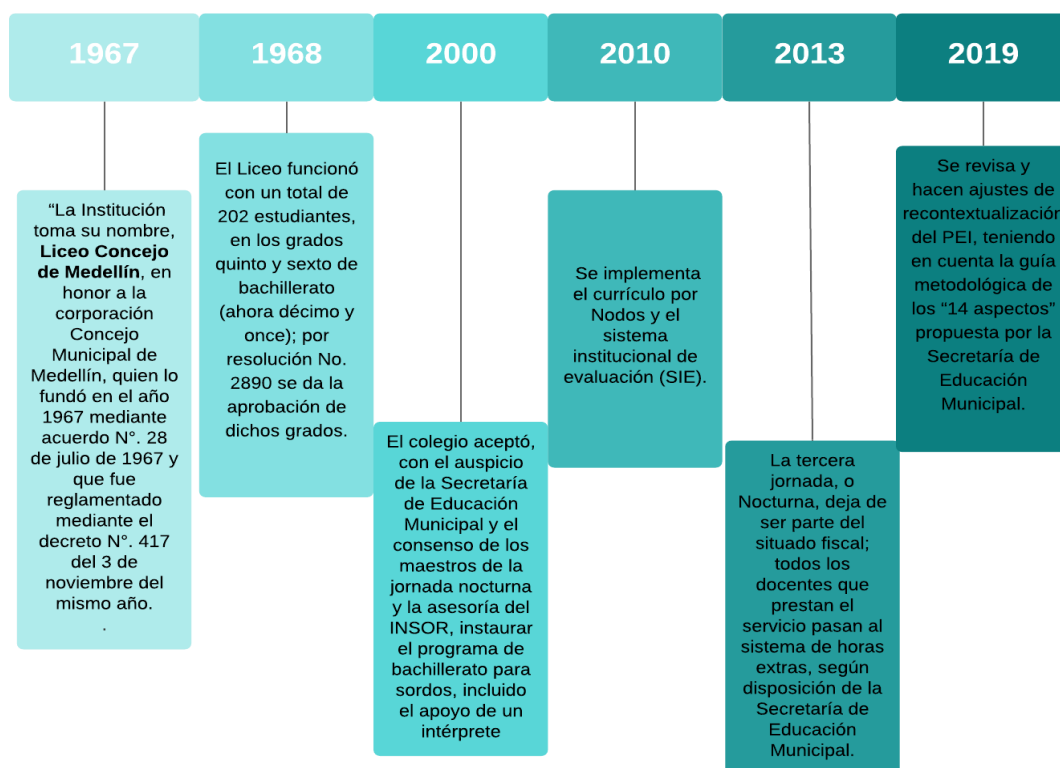 1967
1968
2000
2010
2013
2019
“La Institución
toma su nombre,
Liceo Concejo
de Medellín, en
honor a la
corporación
Concejo
Municipal de
Medellín, quien lo
fundó en el año
1967 mediante
acuerdo N°. 28
de julio de 1967 y
que fue
reglamentado
mediante el
decreto N°. 417
del 3 de
noviembre del
mismo año.
.
El Liceo funcionó
con un total de
202 estudiantes,
en los grados
quinto y sexto de
bachillerato
(ahora décimo y
once); por
resolución No.
2890 se da la
aprobación de
dichos grados.
El colegio aceptó,
con el auspicio
de la Secretaría
de Educación
Municipal y el
consenso de los
maestros de la
jornada nocturna
y la asesoría del
INSOR, instaurar
el programa de
bachillerato para
sordos, incluido
el apoyo de un
intérprete
Se implementa
el currículo por
Nodos y el
sistema
institucional de
evaluación (SIE).
La tercera
jornada, o
Nocturna, deja de
ser parte del
situado fiscal;
todos los
docentes que
prestan el
servicio pasan al
sistema de horas
extras, según
disposición de la
Secretaría de
Educación
Municipal.
Se revisa y
hacen ajustes de
recontextualización
del PEI, teniendo
en cuenta la guía
metodológica de
los “14 aspectos”
propuesta por la
Secretaría de
Educación
Municipal.